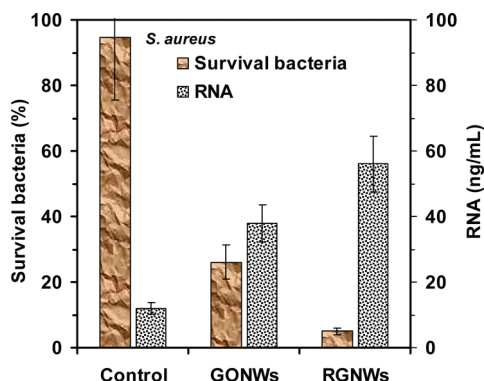 S. aureus
Survival bacteria
RNA
Survival bacteria (%)
100
80
60
40
20
0
RNA (ng/mL)
100
80
60
40
20
0
Control GONWs RGNWs